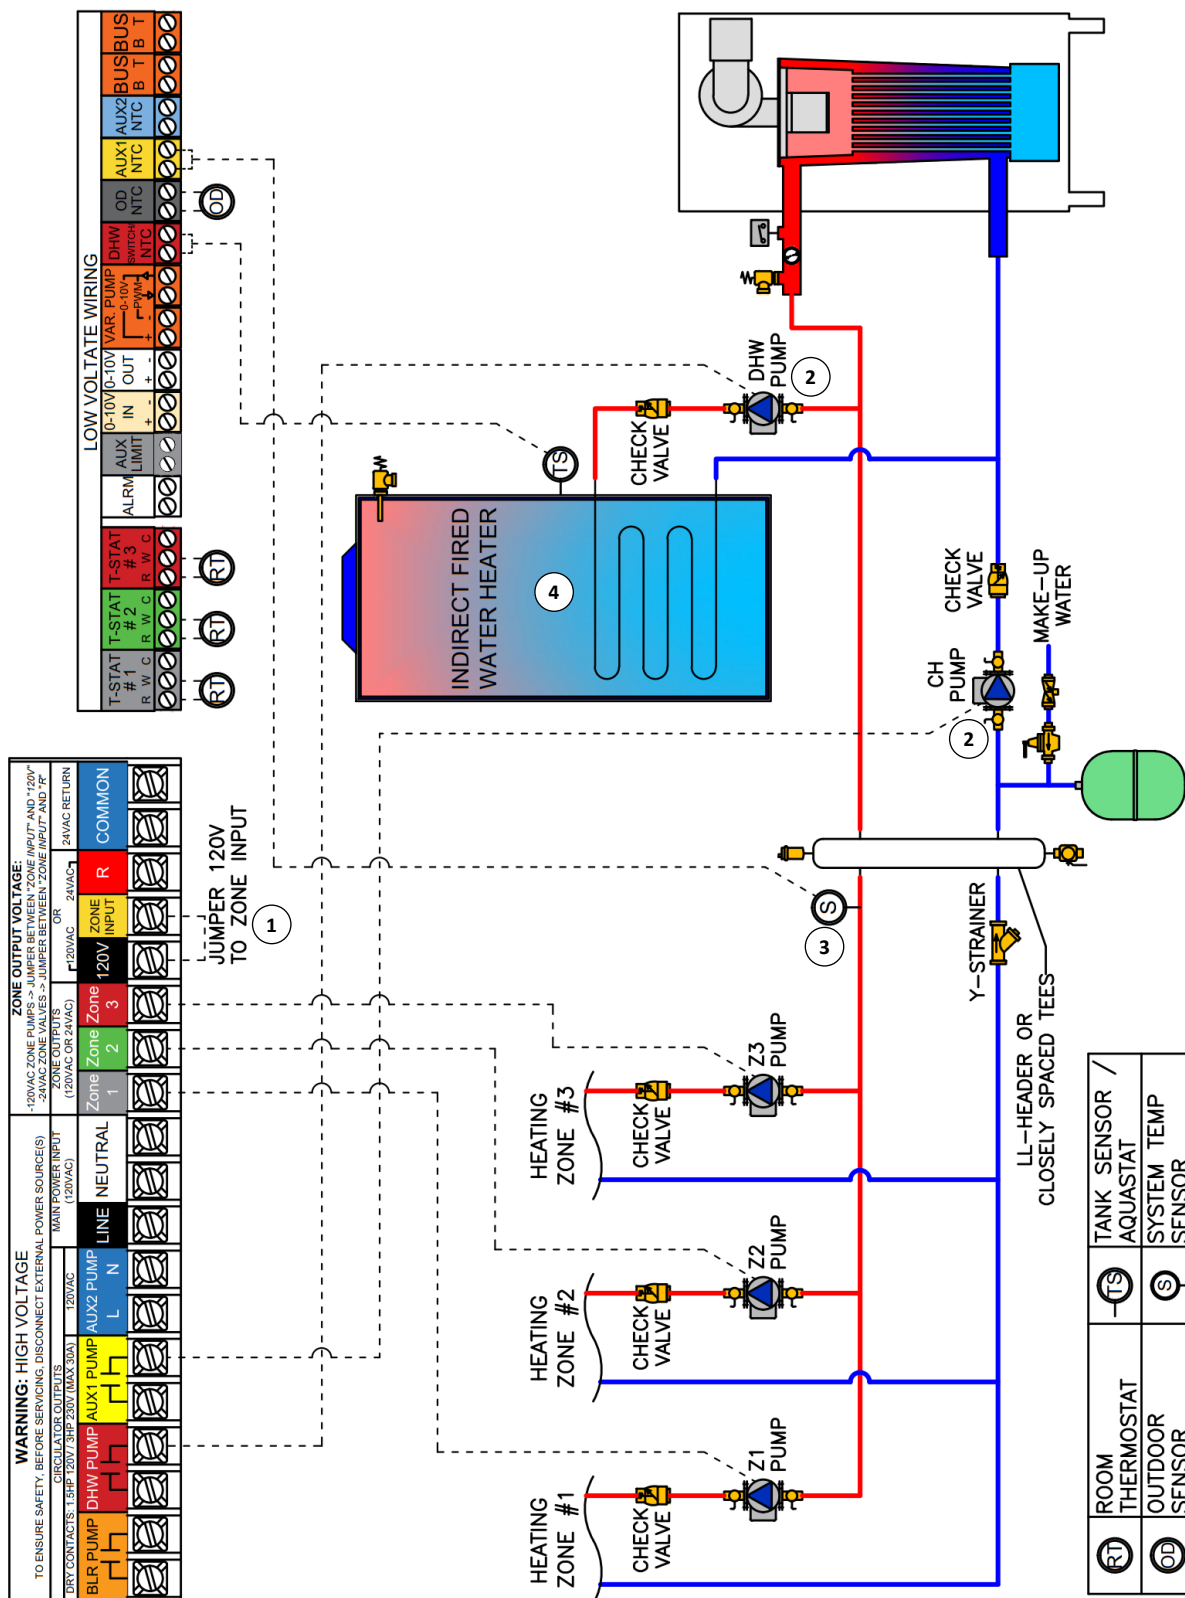 WARNING: HIGH VOLTAGE
TO ENSURE SAFETY, BEFORE SERVICING, DISCONNECT EXTERNAL POWER SOURCE(S)
CIRCULATOR OUTPUTS
DRY CONTACTS: 1.5HP 120V / 3HP 230V (MAX 30A)
120VAC
MAIN POWER INPUT
(120VAC)
ZONE OUTPUT VOLTAGE:
-120VAC ZONE PUMPS -> JUMPER BETWEEN "ZONE INPUT" AND "120V"
-24VAC ZONE VALVES -> JUMPER BETWEEN "ZONE INPUT" AND "R"
ZONE OUTPUTS
(120VAC OR 24VAC)
120VAC
OR
24VAC
24VAC RETURN
BLR PUMP
DHW PUMP
AUX1 PUMP
AUX2 PUMP
L N
LINE
NEUTRAL
Zone
1
Zone
2
Zone
3
120V
ZONE
INPUT
R
COMMON
JUMPER 120V
TO ZONE INPUT
1
LOW VOLTATE WIRING
T-STAT
# 1
R W C
T-STAT
# 2
R W C
T-STAT
# 3
R W C
ALRM
AUX
LIMIT
0-10V
IN
+ -
0-10V
OUT
+ -
VAR. PUMP
0-10V
PWM
+ -
DHW
SWITCH/
NTC
OD
NTC
AUX1
NTC
AUX2
NTC
BUS
B T
BUS
B T
RT
RT
RT
OD
TS
INDIRECT FIRED
WATER HEATER
4
CHECK
VALVE
DHW
PUMP
2
CH
PUMP
2
CHECK
VALVE
MAKE-UP
WATER
S
3
Y-STRAINER
LL-HEADER OR
CLOSELY SPACED TEES
HEATING
ZONE #1
CHECK
VALVE
Z1
PUMP
HEATING
ZONE #2
CHECK
VALVE
Z2
PUMP
HEATING
ZONE #3
CHECK
VALVE
Z3
PUMP
RT
ROOM
THERMOSTAT
TS
TANK SENSOR /
AQUASTAT
OD
OUTDOOR
SENSOR
S
SYSTEM TEMP
SENSOR